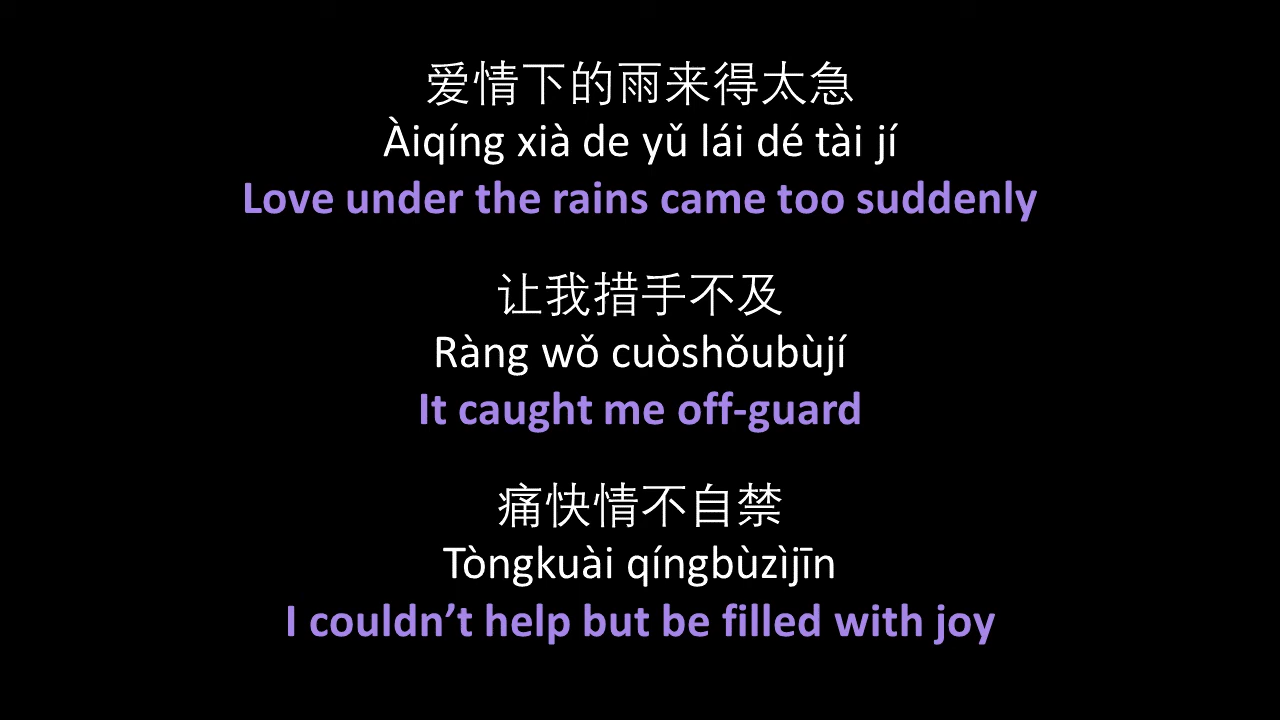 爱情下的雨来得太急
Àiqíng xià de yǔ lái dé tài jí
Love under the rains came too suddenly
让我措手不及
Ràng wǒ cuòshǒubùjí
It caught me off-guard
痛快情不自禁
Tòngkuài qíngbùzìjīn
I couldn’t help but be filled with joy